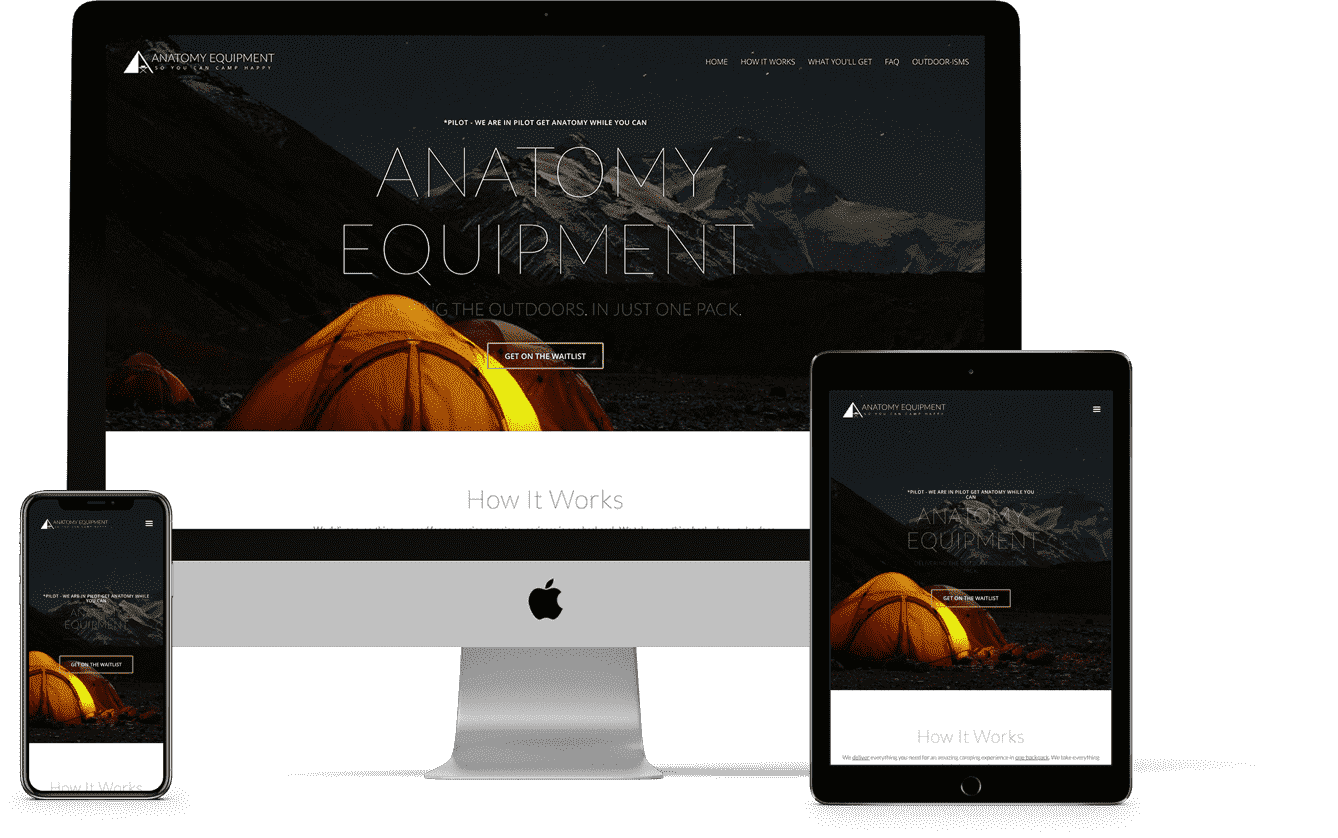 ANATOMY EQUIPMENT
SO YOU CAN CAMP HAPPY
HOME HOW IT WORKS WHAT YOU'LL GET FAQ OUTDOOR-ISMS
*PILOT - WE ARE IN PILOT GET ANATOMY WHILE YOU CAN
ANATOMY
EQUIPMENT
THE OUTDOORS. IN JUST ONE PACK.
GET ON THE WAITLIST
How It Works
ANATOMY EQUIPMENT
SO YOU CAN CAMP HAPPY
*PILOT - WE ARE IN PILOT GET ANATOMY WHILE YOU
CAN
ANATOMY
EQUIPMENT
GET ON THE WAITLIST
How It Works
We deliver everything you need for an amazing camping experience in one backpack. We take everything
ANATOMY EQUIPMENT
SO YOU CAN CAMP HAPPY
*PILOT - WE ARE IN PILOT GET ANATOMY WHILE
YOU CAN
ANATOMY
EQUIPMENT
GET ON THE WAITLIST
How It Works